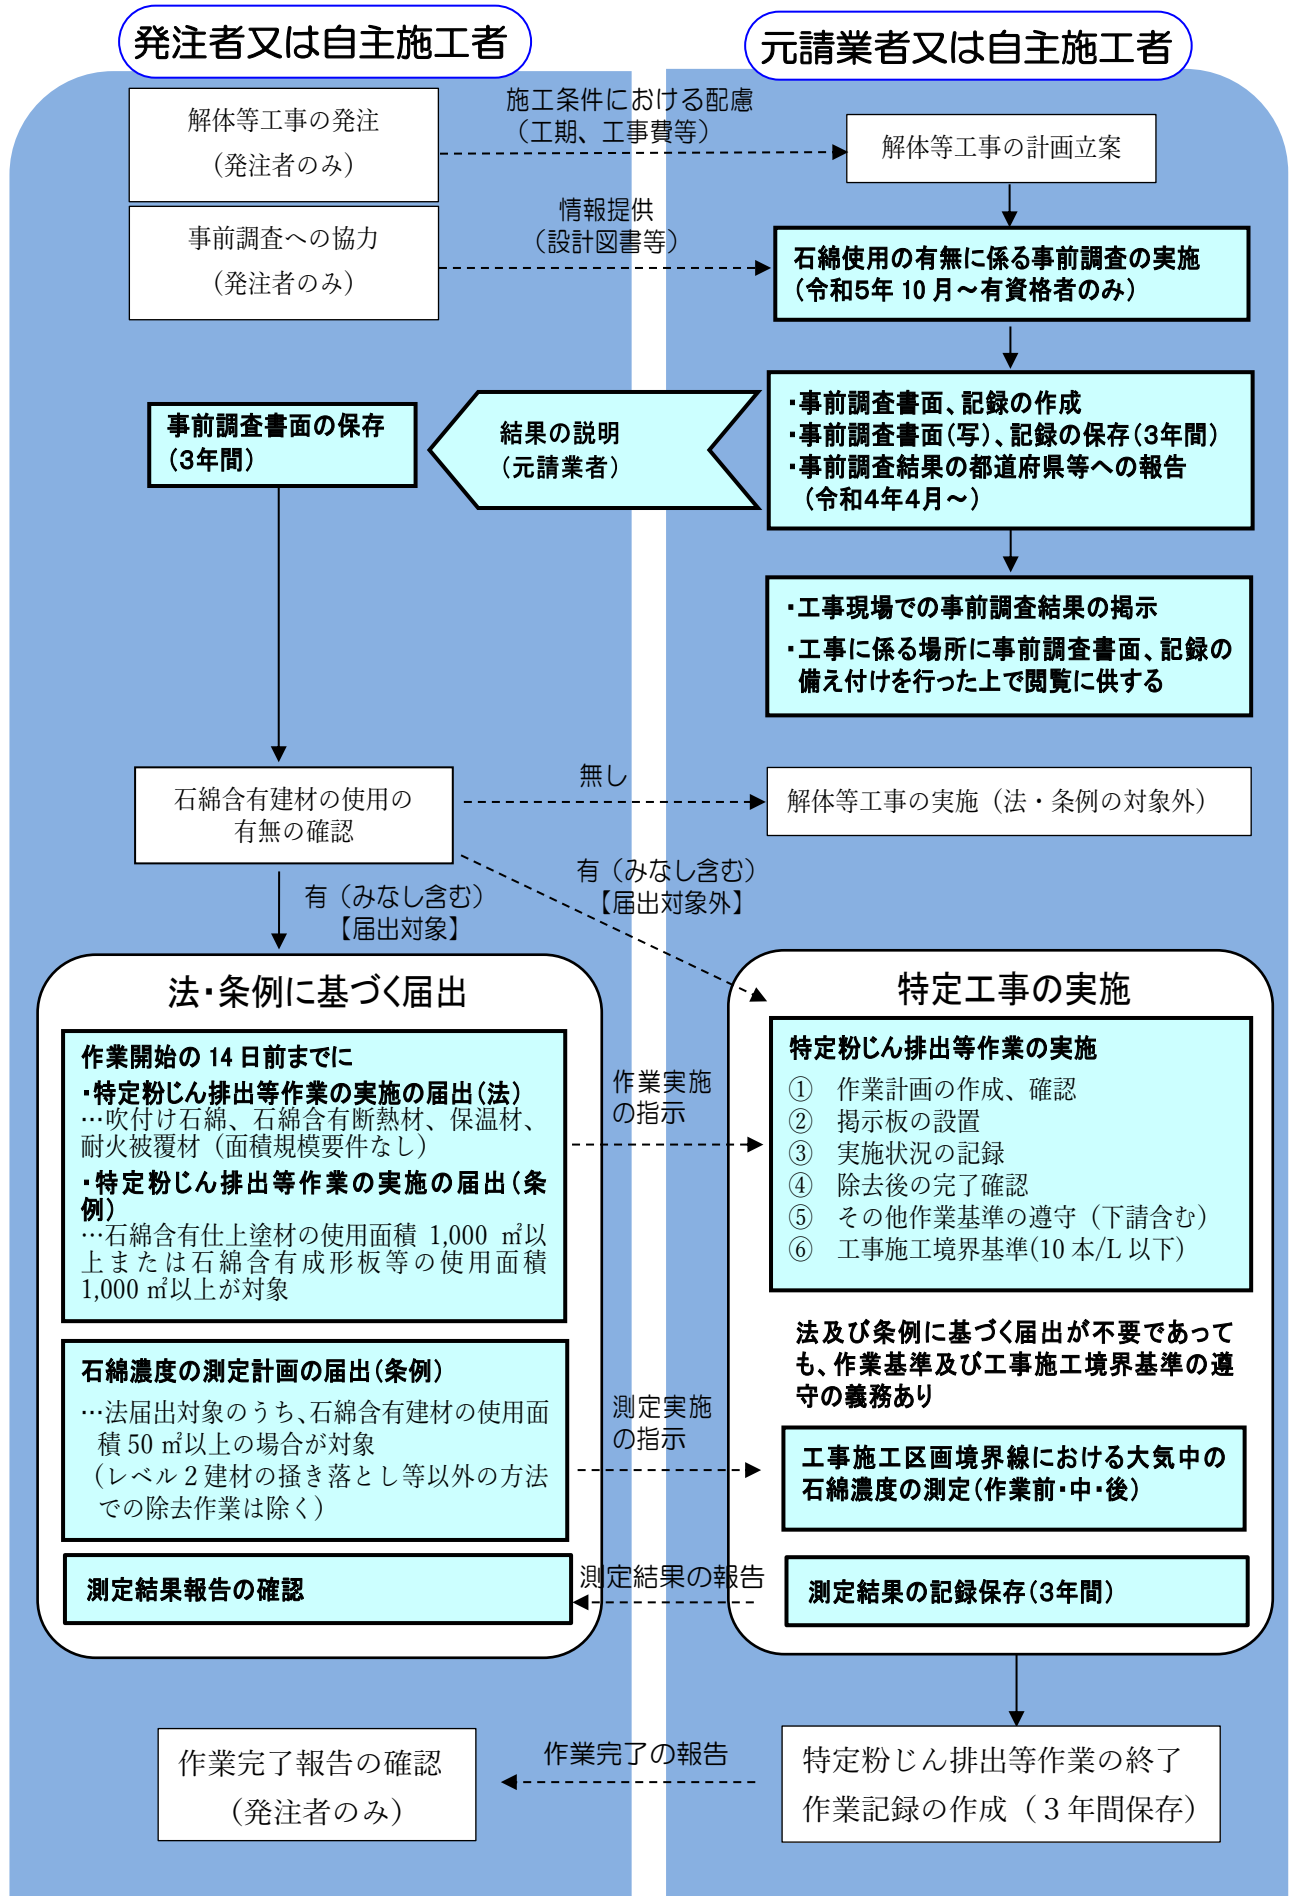 発注者又は自主施工者
元請業者又は自主施工者
解体等工事の発注
（発注者のみ）
施工条件における配慮
（工期、工事費等）
解体等工事の計画立案
事前調査への協力
（発注者のみ）
情報提供
（設計図書等）
石綿使用の有無に係る事前調査の実施
（令和５年 10 月～有資格者のみ）
事前調査書面の保存
（３年間）
結果の説明
（元請業者）
・事前調査書面、記録の作成
・事前調査書面（写）、記録の保存（３年間）
・事前調査結果の都道府県等への報告
（令和４年４月～）
・工事現場での事前調査結果の掲示
・工事に係る場所に事前調査書面、記録の
備え付けを行った上で閲覧に供する
石綿含有建材の使用の
有無の確認
無し
解体等工事の実施（法・条例の対象外）
有（みなし含む）
【届出対象外】
有（みなし含む）
【届出対象】
法・条例に基づく届出
作業開始の 14 日前までに
・特定粉じん排出等作業の実施の届出（法）
…吹付け石綿、石綿含有断熱材、保温材、
耐火被覆材（面積規模要件なし）
・特定粉じん排出等作業の実施の届出（条
例）
…石綿含有仕上塗材の使用面積 1,000 ㎡以
上または石綿含有成形板等の使用面積
1,000 ㎡以上が対象
石綿濃度の測定計画の届出（条例）
…法届出対象のうち、石綿含有建材の使用面
積 50 ㎡以上の場合が対象
（レベル２建材の掻き落とし等以外の方法
での除去作業は除く）
測定結果報告の確認
作業実施
の指示
測定実施
の指示
測定結果の報告
特定工事の実施
特定粉じん排出等作業の実施
① 作業計画の作成、確認
② 掲示板の設置
③ 実施状況の記録
④ 除去後の完了確認
⑤ その他作業基準の遵守（下請含む）
⑥ 工事施工境界基準(10 本/L 以下）
法及び条例に基づく届出が不要であって
も、作業基準及び工事施工境界基準の遵
守の義務あり
工事施工区画境界線における大気中の
石綿濃度の測定（作業前・中・後）
測定結果の記録保存（３年間）
作業完了報告の確認
（発注者のみ）
作業完了の報告
特定粉じん排出等作業の終了
作業記録の作成（３年間保存）